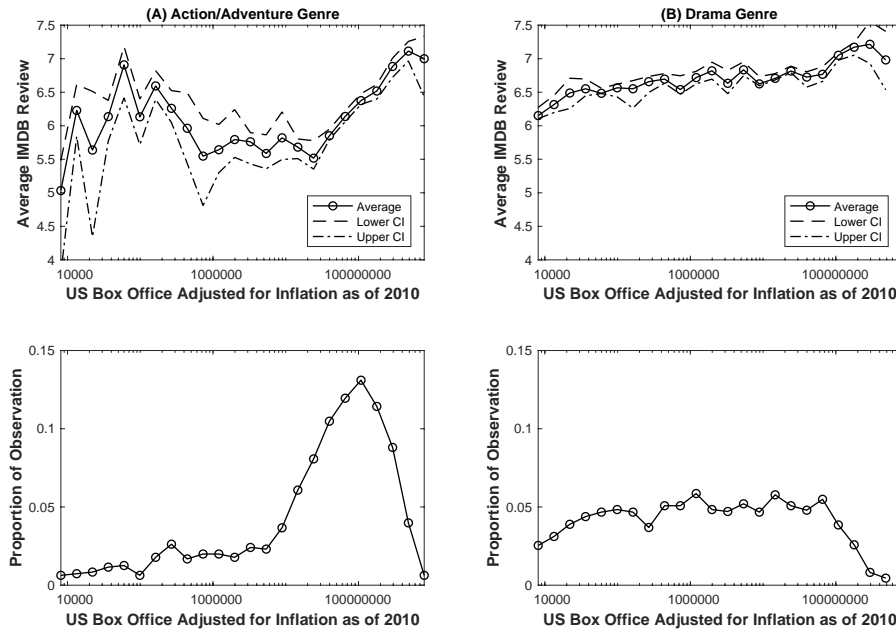 (A) Action/Adventure Genre
7.5
7
6.5
6
5.5
5
4.5
4
Average IMDB Review
Average
Lower CI
Upper CI
10000
1000000
100000000
US Box Office Adjusted for Inflation as of 2010
(B) Drama Genre
7.5
7
6.5
6
5.5
5
4.5
4
Average IMDB Review
Average
Lower CI
Upper CI
10000
1000000
100000000
US Box Office Adjusted for Inflation as of 2010
0.15
0.1
0.05
0
Proportion of Observation
10000
1000000
100000000
US Box Office Adjusted for Inflation as of 2010
0.15
0.1
0.05
0
Proportion of Observation
10000
1000000
100000000
US Box Office Adjusted for Inflation as of 2010